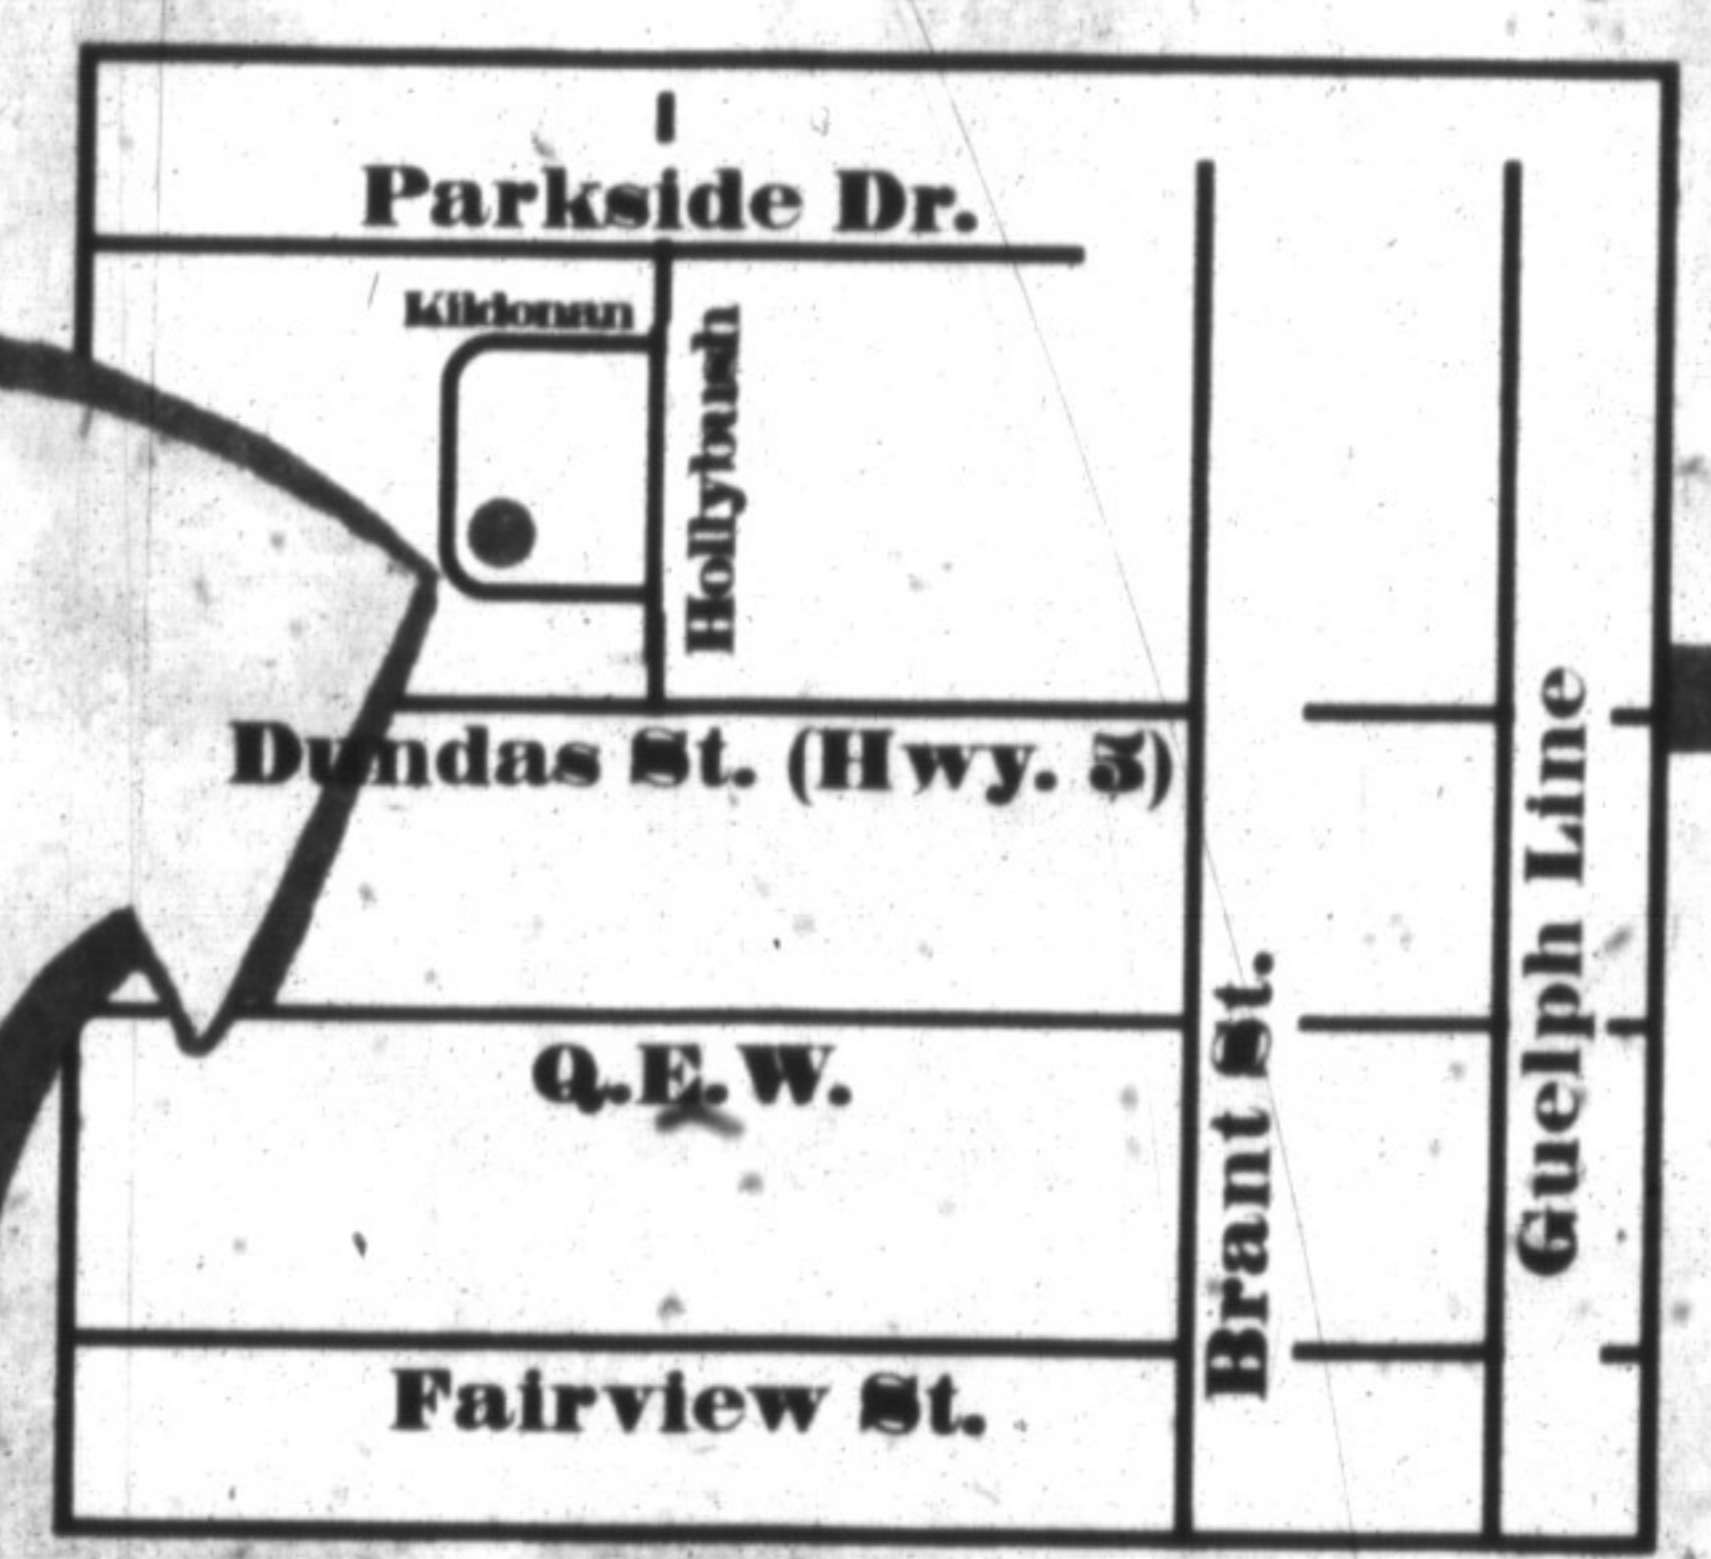 Parkside Dr.
Kildonan
Hollybush
Dundas St. (Hwy. 5)
Guelph Line
Q.E.W.
Brant St.
Fairview St.